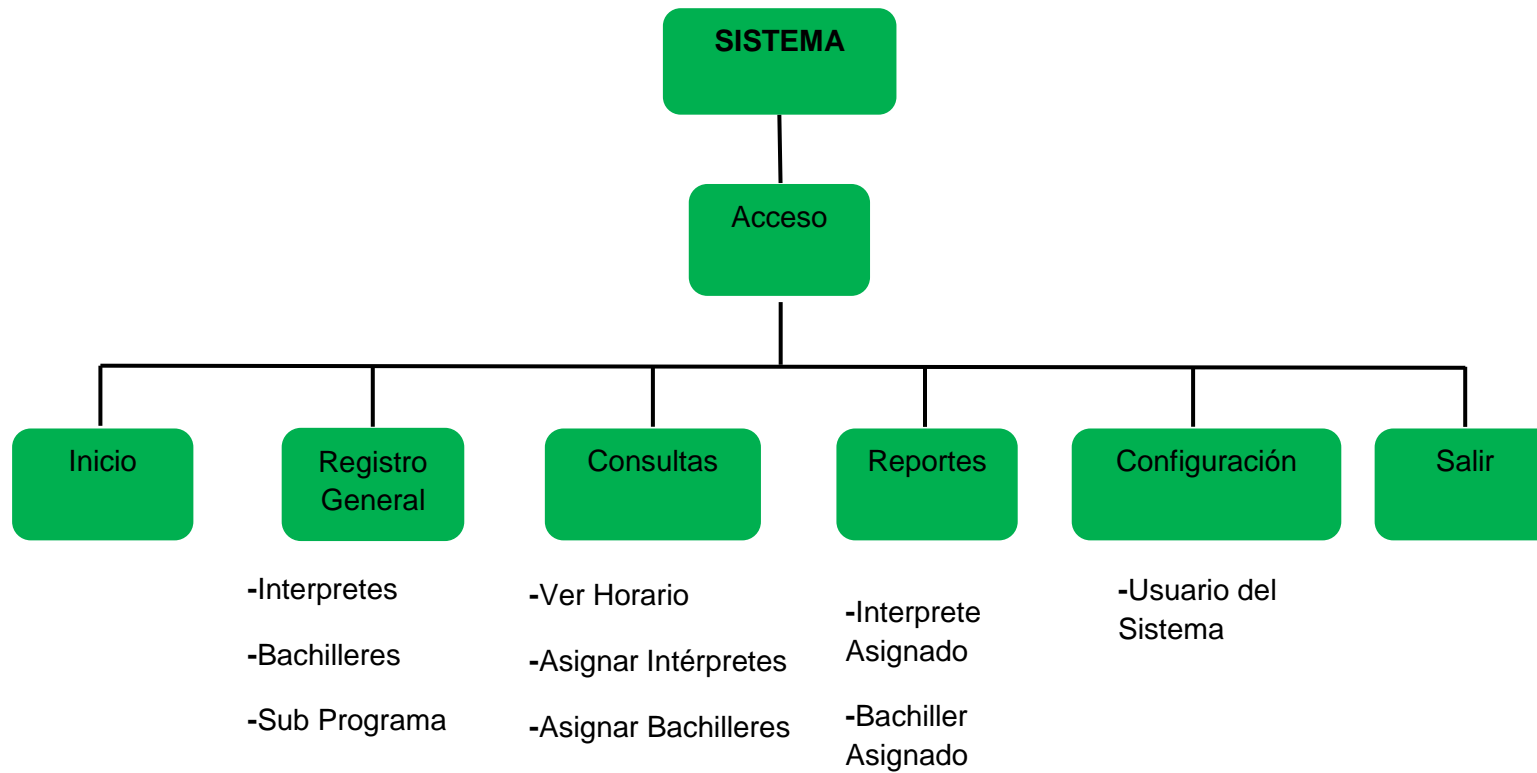 SISTEMA
Acceso
Inicio
Registro
General
Consultas
Reportes
Configuración
Salir
-Interpretes
-Bachilleres
-Sub Programa
-Ver Horario
-Asignar Intérpretes
-Asignar Bachilleres
-Interprete
Asignado
-Bachiller
Asignado
-Usuario del
Sistema